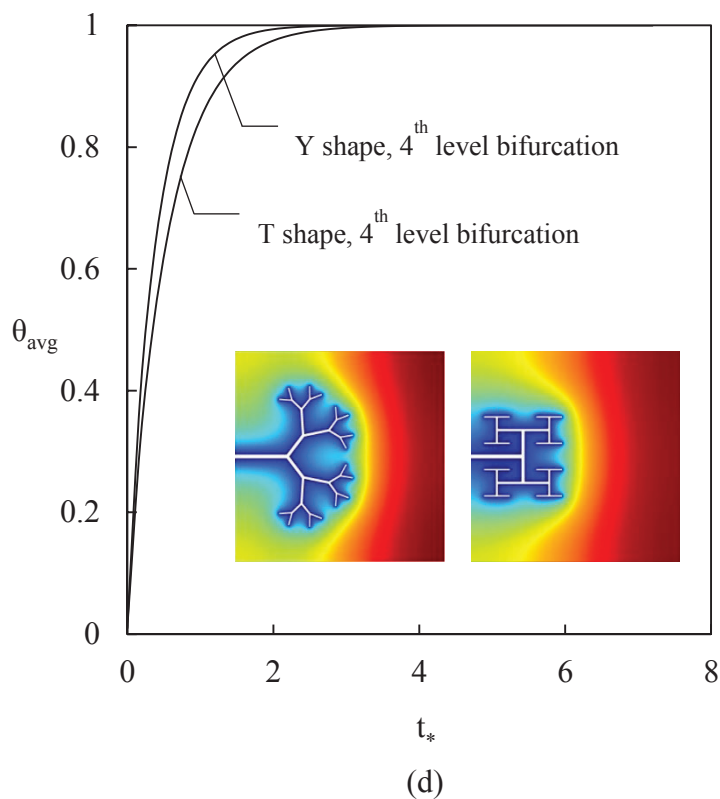 1
0.8
0.6
θavg
0.4
0.2
0
Y shape, 4th level bifurcation
T shape, 4th level bifurcation
0 2 4 6 8
t*
(d)